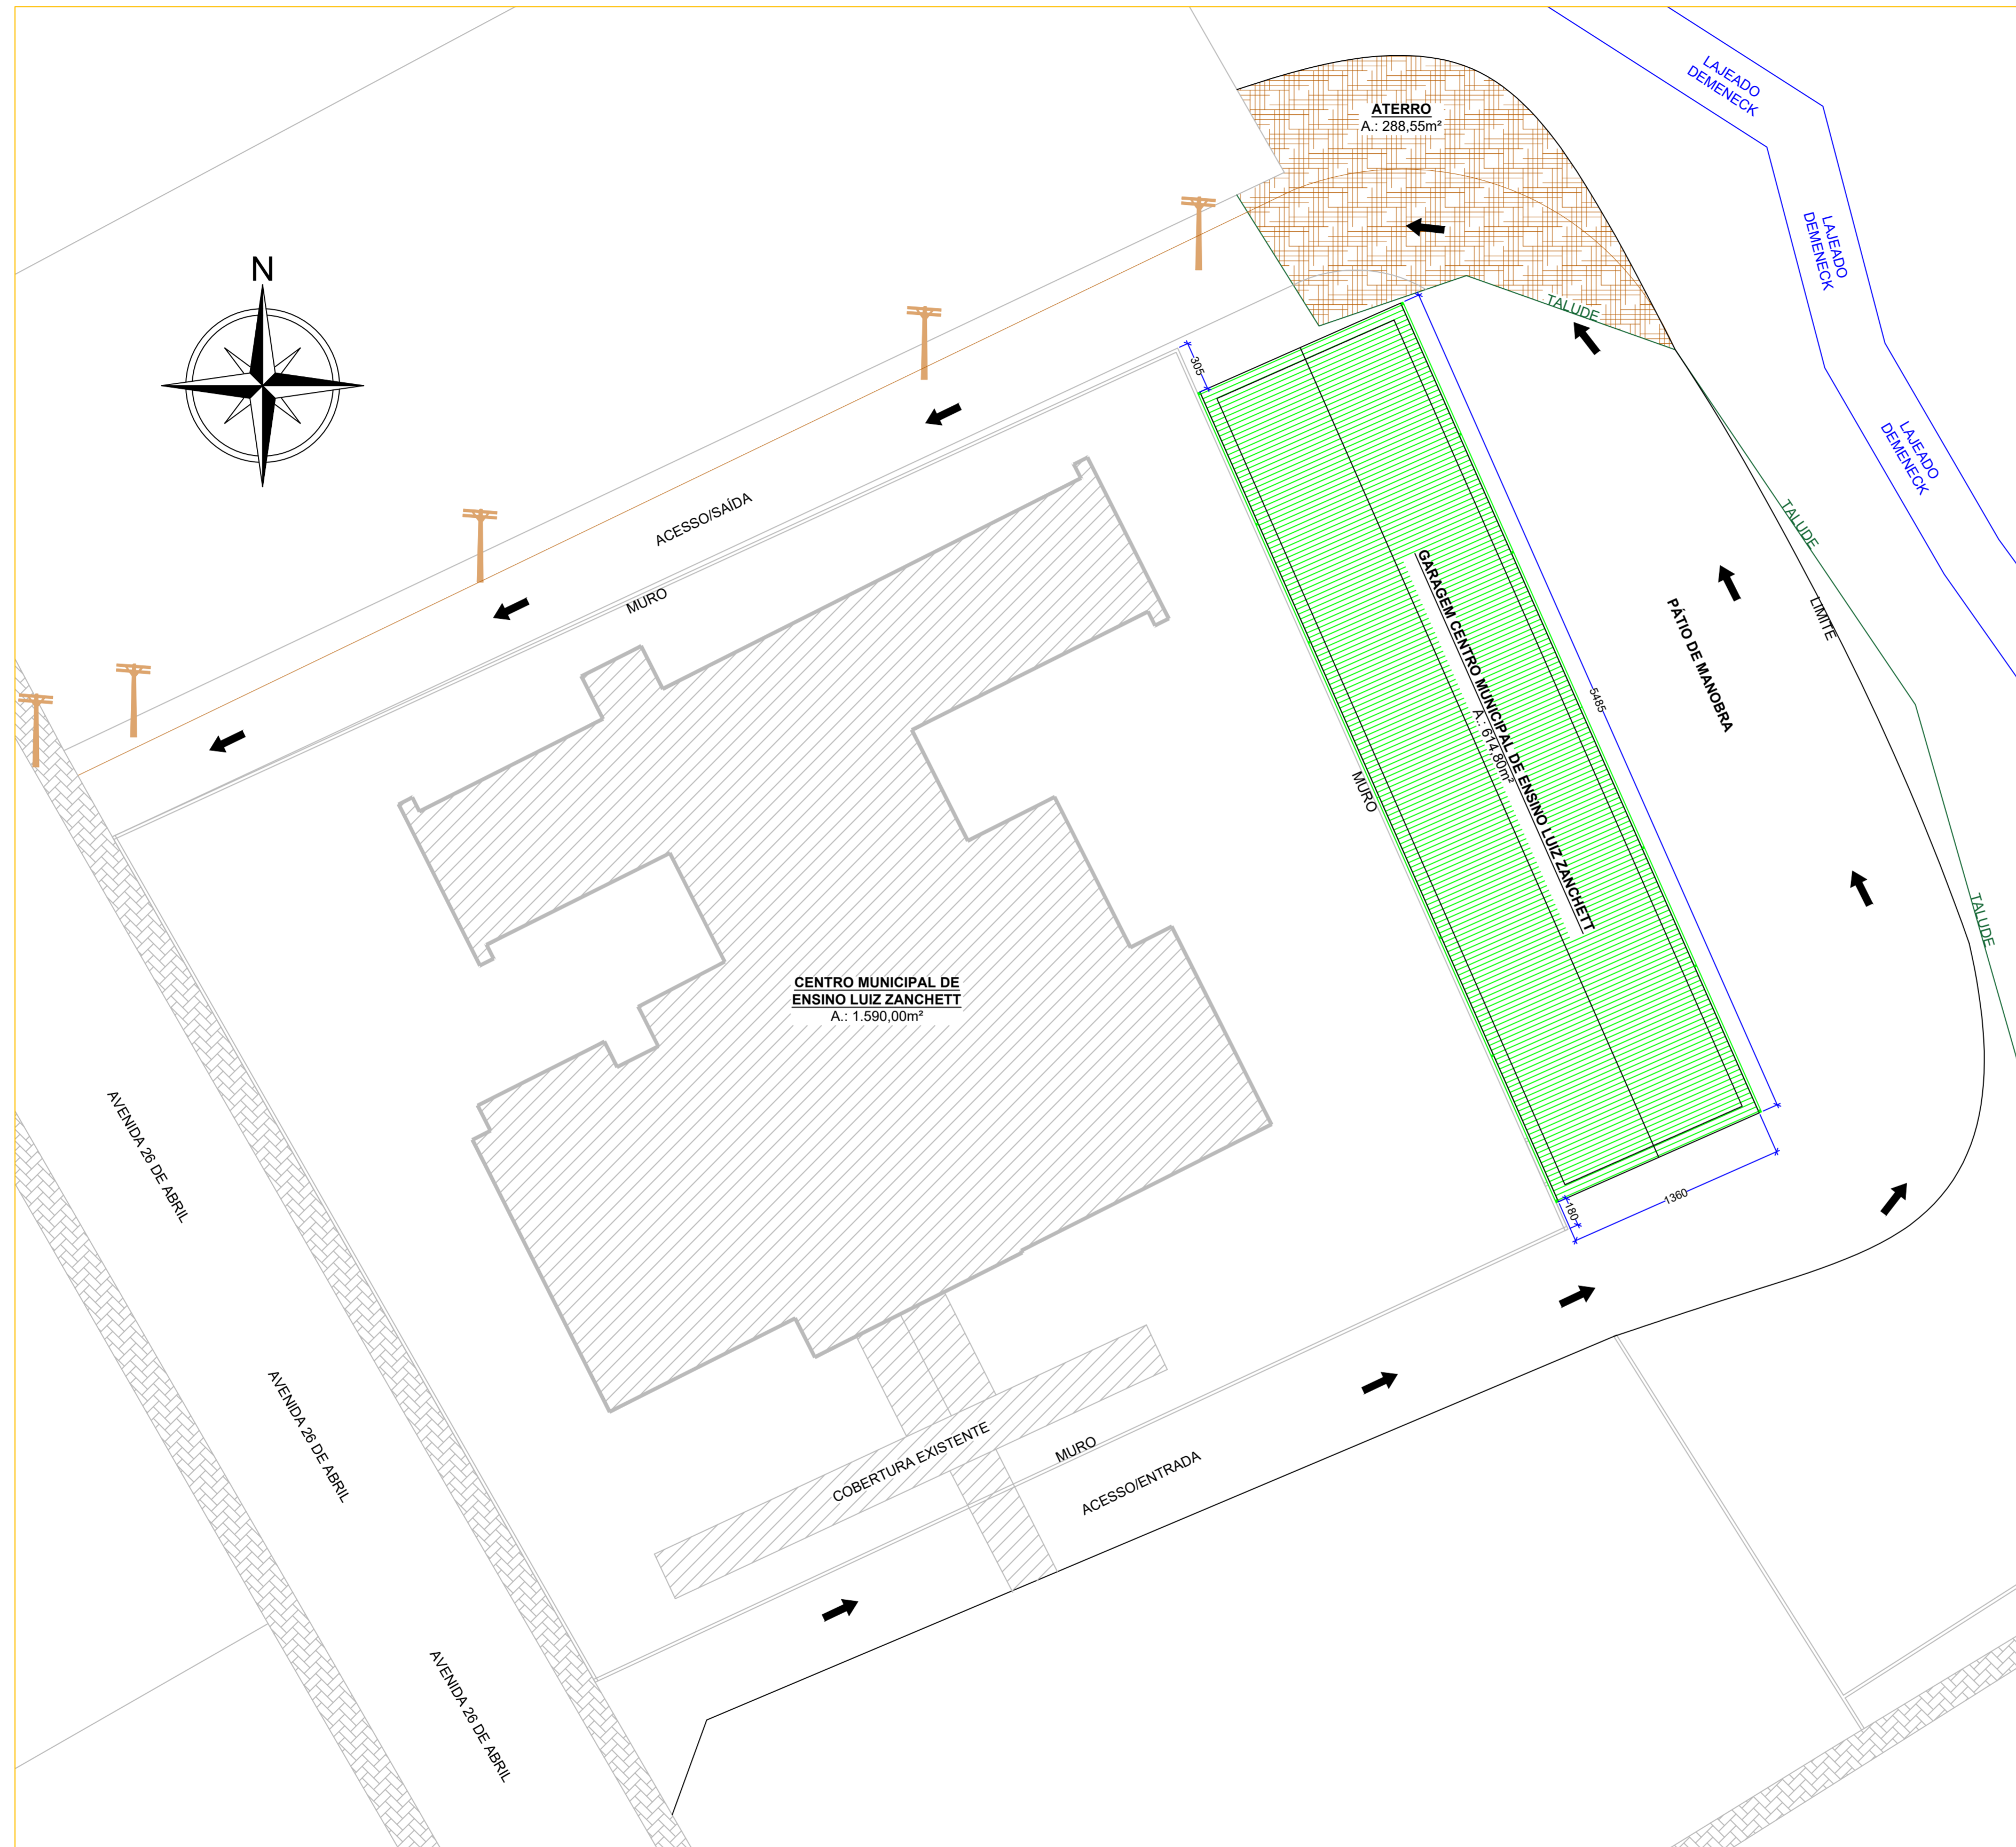 LAJEADO
DEMENECK
ATERRO
A.: 288,55m²
LAJEADO
DEMENECK
N
TALUDE
305
LAJEADO
DEMENECK
ACESSO/SAÍDA
TALUDE
MURO
GARAGEM CENTRO MUNICIPAL DE ENSINO LUIZ ZANCHETT
A.: 614,80m²
5485
PÁTIO DE MANOBRA
LIMITE
MURO
TALUDE
CENTRO MUNICIPAL DE
ENSINO LUIZ ZANCHETT
A.: 1.590,00m²
AVENIDA 26 DE ABRIL
180
1360
AVENIDA 26 DE ABRIL
COBERTURA EXISTENTE
MURO
ACESSO/ENTRADA
AVENIDA 26 DE ABRIL